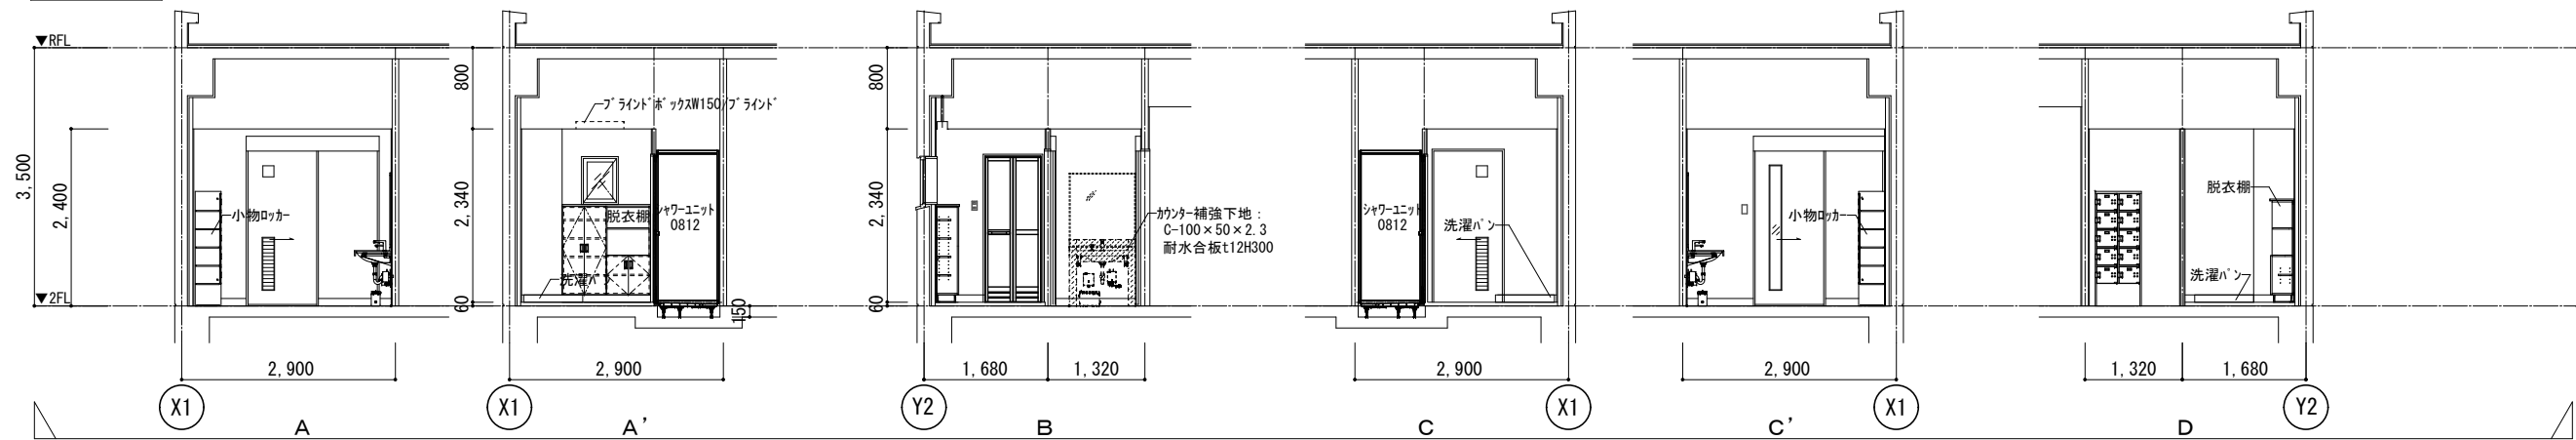 ▼RFL
3,500
2,400
▼2FL
小物ロッカー
2,900
X1
A
800
2,340
60
ブラインドボックスW150/ブラインド
脱衣棚
シャワーユニット
0812
洗濯パン
150
2,900
X1
A'
800
2,340
60
カウンター補強下地：
C-100×50×2.3
耐水合板t12H300
1,680
1,320
Y2
B
シャワーユニット
0812
洗濯パン
2,900
X1
C
小物ロッカー
2,900
X1
C'
脱衣棚
洗濯パン
1,320
1,680
Y2
D